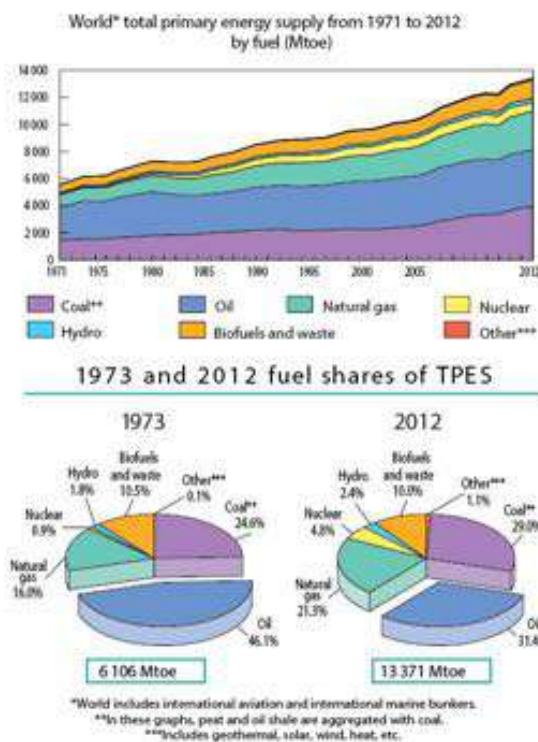 World* total primary energy supply from 1971 to 2012
by fuel (Mtoe)
14 000
12 000
10 000
8 000
6 000
4 000
2 000
0
1971 1975 1980 1985 1990 1995 2000 2005 2012
Coal** Oil Natural gas Nuclear
Hydro Biofuels and waste Other***
1973 and 2012 fuel shares of TPES
1973
Biofuels
and waste
10.5%
Other***
0.1%
Hydro
1.8%
Coal**
24.6%
Nuclear
0.9%
Natural
gas
16.0%
Oil
46.1%
6 106 Mtoe
2012
Biofuels
and waste
10.0%
Other***
1.1%
Hydro
2.4%
Coal**
29.0%
Nuclear
4.8%
Natural
gas
21.3%
31.4
13 371 Mtoe
*World includes international aviation and international marine bunkers.
**In these graphs, peat and oil shale are aggregated with coal.
***Includes geothermal, solar, wind, heat, etc.